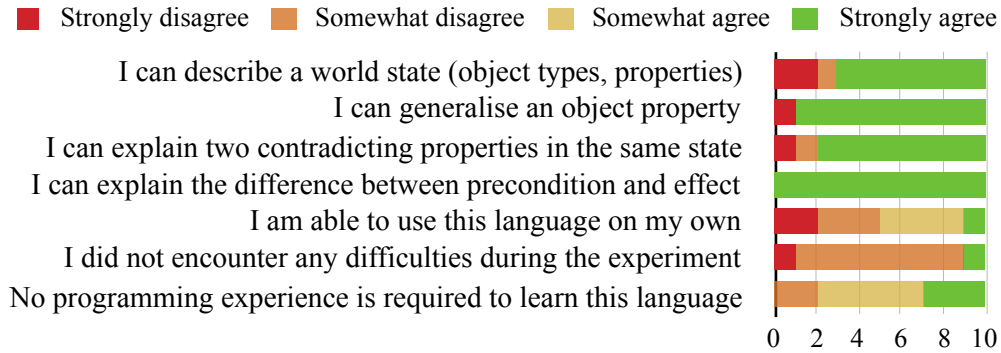 Strongly disagree Somewhat disagree Somewhat agree Strongly agree
I can describe a world state (object types, properties)
I can generalise an object property
I can explain two contradicting properties in the same state
I can explain the difference between precondition and effect
I am able to use this language on my own
I did not encounter any difficulties during the experiment
No programming experience is required to learn this language
0 2 4 6 8 10